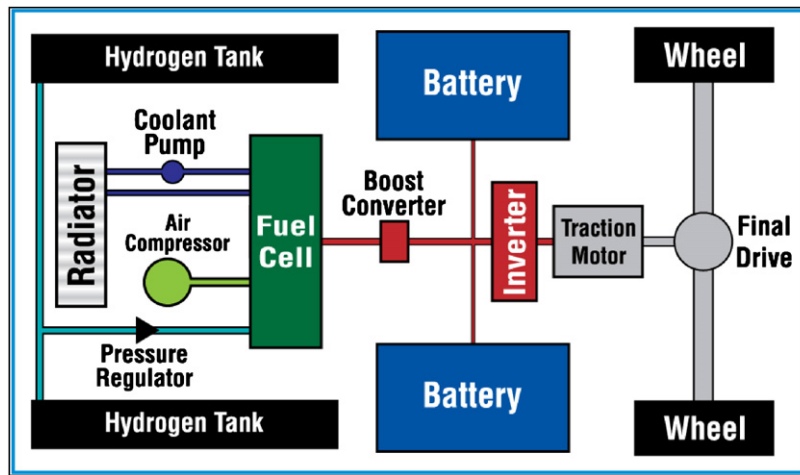 Hydrogen Tank
Battery
Wheel
Coolant
Pump
Radiator
Air
Compressor
Fuel
Cell
Boost
Converter
Inverter
Traction
Motor
Final
Drive
Pressure
Regulator
Hydrogen Tank
Battery
Wheel